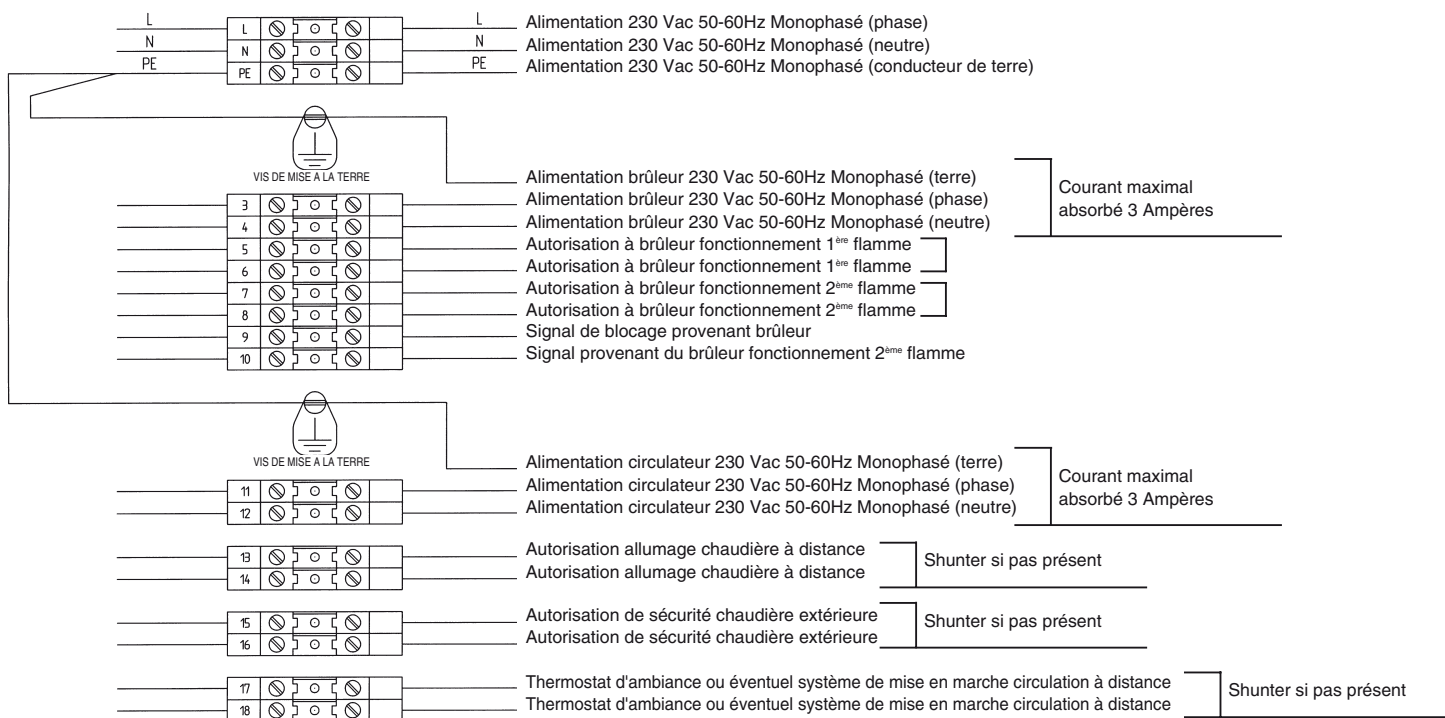 L L L Alimentation 230 Vac 50-60Hz Monophasé (phase)
N N N Alimentation 230 Vac 50-60Hz Monophasé (neutre)
PE PE PE Alimentation 230 Vac 50-60Hz Monophasé (conducteur de terre)
VIS DE MISE A LA TERRE
Alimentation brûleur 230 Vac 50-60Hz Monophasé (terre)
3 Alimentation brûleur 230 Vac 50-60Hz Monophasé (phase)
4 Alimentation brûleur 230 Vac 50-60Hz Monophasé (neutre)
Courant maximal
absorbé 3 Ampères
5 Autorisation à brûleur fonctionnement 1ère flamme
6 Autorisation à brûleur fonctionnement 1ère flamme
7 Autorisation à brûleur fonctionnement 2ème flamme
8 Autorisation à brûleur fonctionnement 2ème flamme
9 Signal de blocage provenant brûleur
10 Signal provenant du brûleur fonctionnement 2ème flamme
VIS DE MISE A LA TERRE
Alimentation circulateur 230 Vac 50-60Hz Monophasé (terre)
11 Alimentation circulateur 230 Vac 50-60Hz Monophasé (phase)
12 Alimentation circulateur 230 Vac 50-60Hz Monophasé (neutre)
Courant maximal
absorbé 3 Ampères
13 Autorisation allumage chaudière à distance
14 Autorisation allumage chaudière à distance
Shunter si pas présent
15 Autorisation de sécurité chaudière extérieure
16 Autorisation de sécurité chaudière extérieure
Shunter si pas présent
17 Thermostat d'ambiance ou éventuel système de mise en marche circulation à distance
18 Thermostat d'ambiance ou éventuel système de mise en marche circulation à distance
Shunter si pas présent